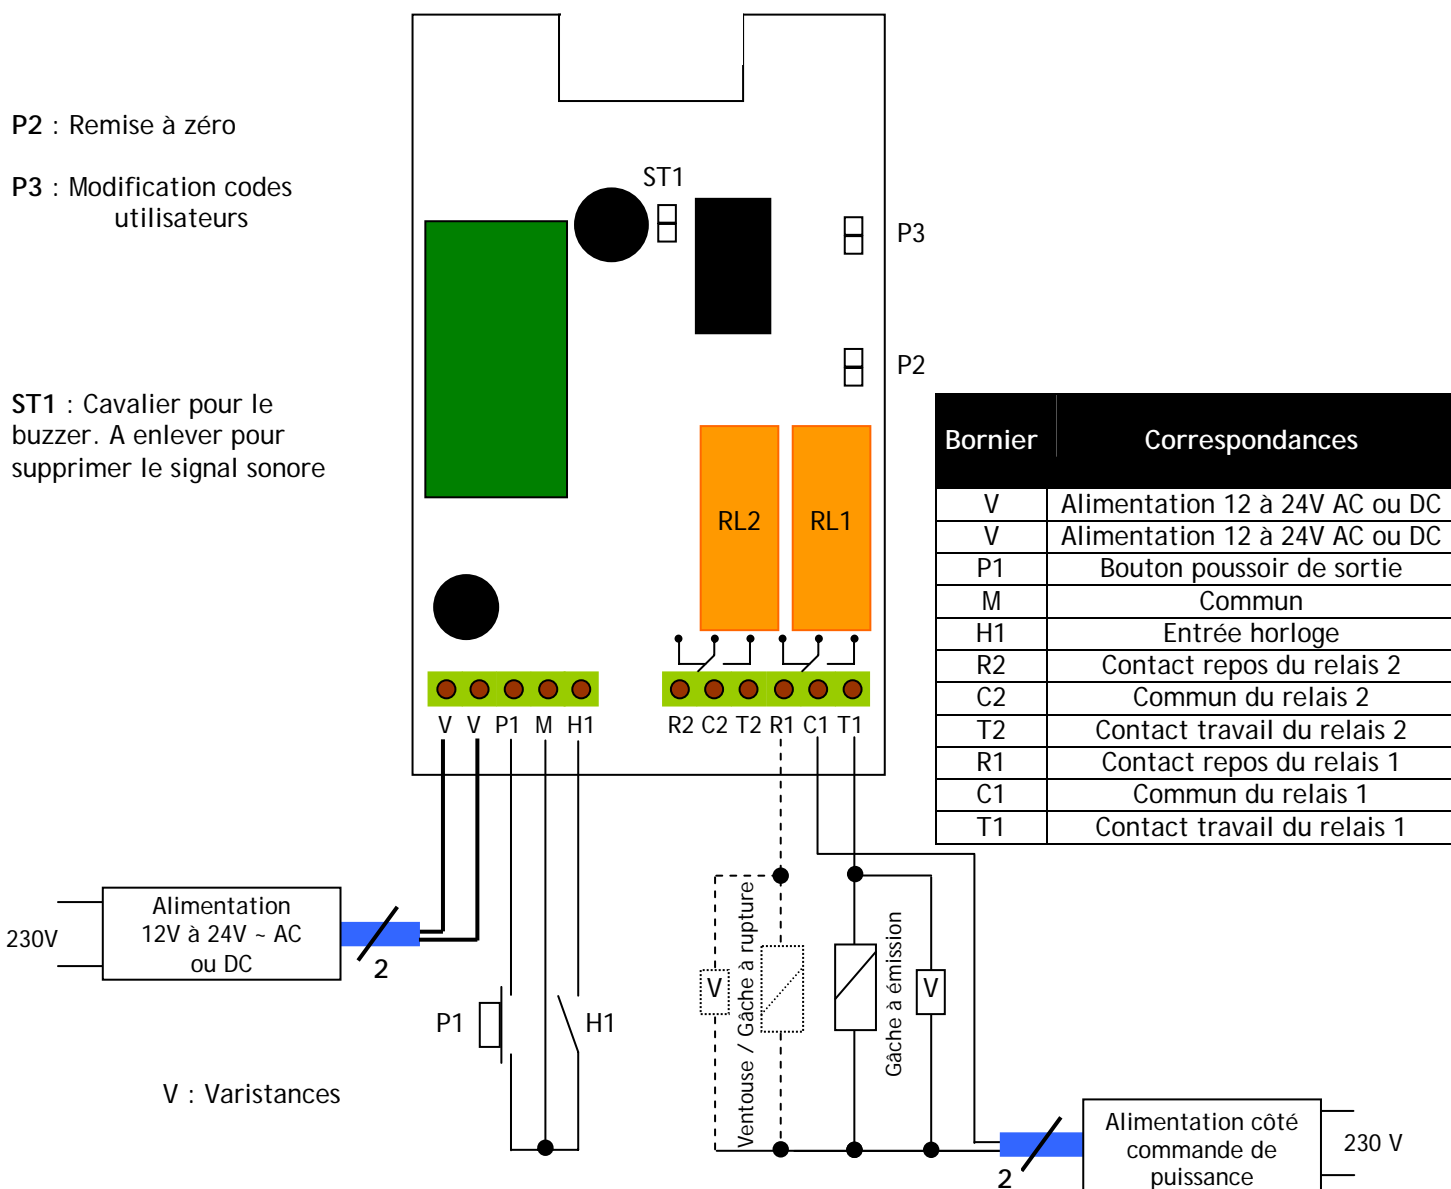 P2 : Remise à zéro
P3 : Modification codes
utilisateurs
ST1 : Cavalier pour le
buzzer. A enlever pour
supprimer le signal sonore
ST1
P3
P2
RL2
RL1
V V P1 M H1
R2 C2 T2 R1 C1 T1
Bornier Correspondances
V Alimentation 12 à 24V AC ou DC
V Alimentation 12 à 24V AC ou DC
P1 Bouton poussoir de sortie
M Commun
H1 Entrée horloge
R2 Contact repos du relais 2
C2 Commun du relais 2
T2 Contact travail du relais 2
R1 Contact repos du relais 1
C1 Commun du relais 1
T1 Contact travail du relais 1
230V
Alimentation
12V à 24V ~ AC
ou DC
2
P1
H1
V : Varistances
V
Ventouse / Gâche à rupture
Gâche à émission
V
2
Alimentation côté
commande de
puissance
230 V